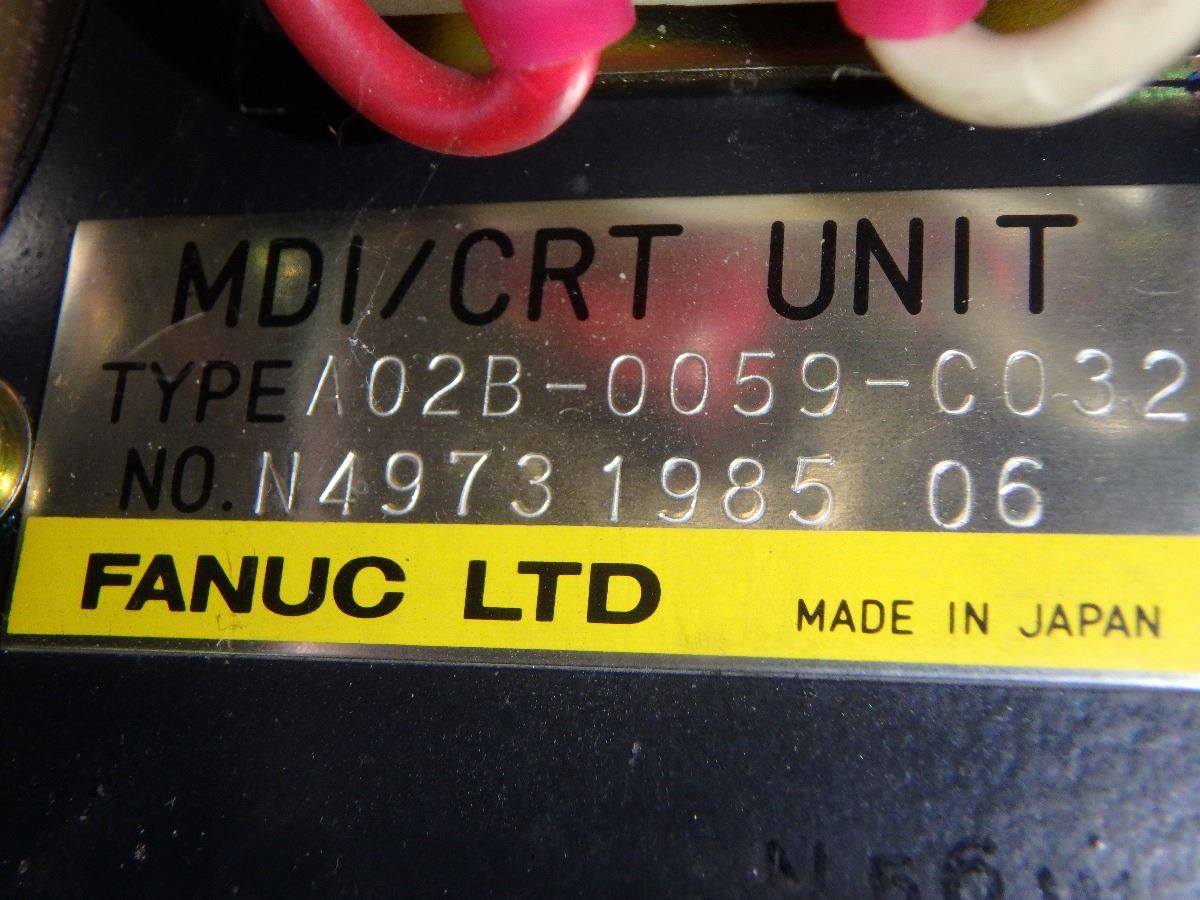 MDI/CRT UNIT
TYPE A02B-0059-C032
NO. N4973 1985 06
FANUC LTD MADE IN JAPAN